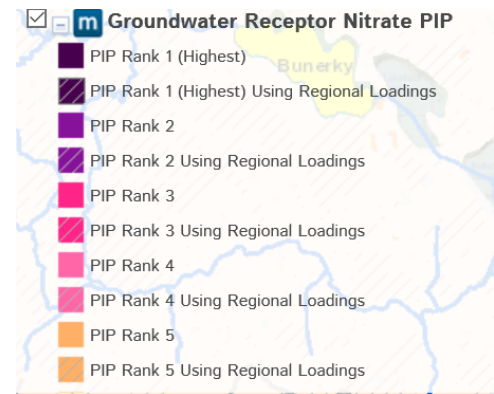 m Groundwater Receptor Nitrate PIP
PIP Rank 1 (Highest)
Bunerky
PIP Rank 1 (Highest) Using Regional Loadings
PIP Rank 2
PIP Rank 2 Using Regional Loadings
PIP Rank 3
PIP Rank 3 Using Regional Loadings
PIP Rank 4
PIP Rank 4 Using Regional Loadings
PIP Rank 5
PIP Rank 5 Using Regional Loadings